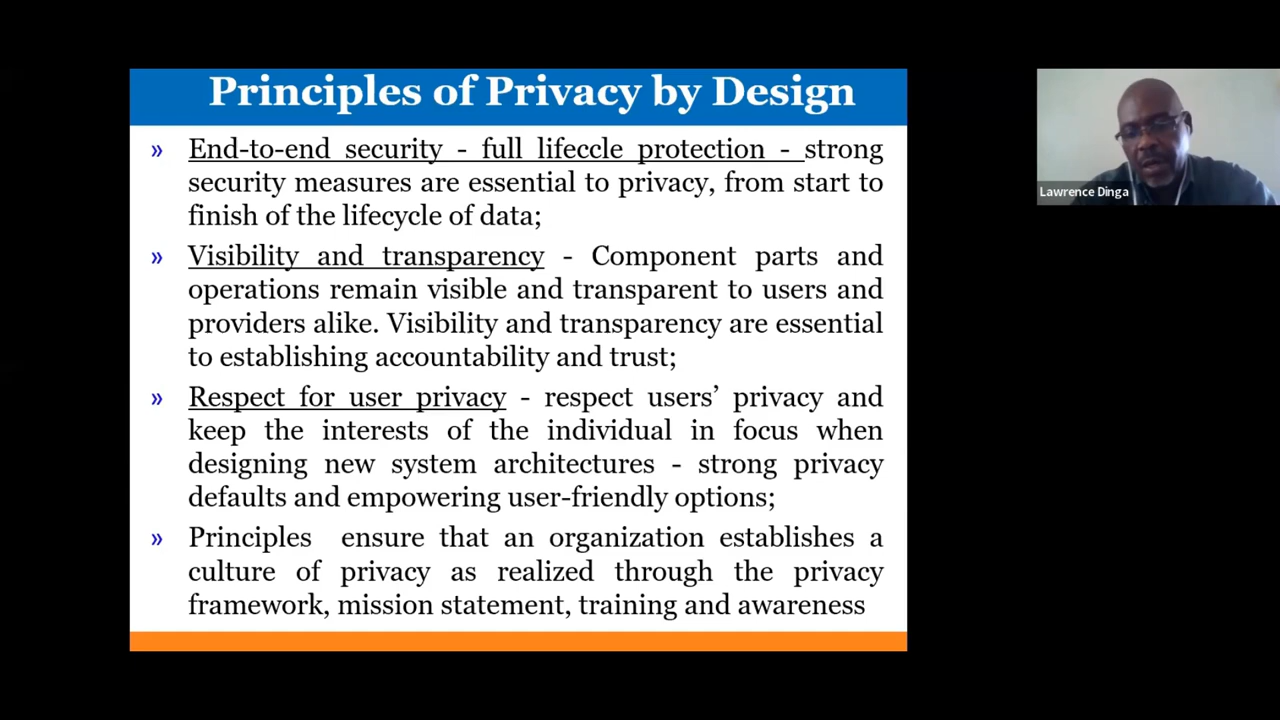 Principles of Privacy by Design
» End-to-end security - full lifeccle protection - strong
security measures are essential to privacy, from start to
finish of the lifecycle of data;
» Visibility and transparency - Component parts and
operations remain visible and transparent to users and
providers alike. Visibility and transparency are essential
to establishing accountability and trust;
» Respect for user privacy - respect users’ privacy and
keep the interests of the individual in focus when
designing new system architectures - strong privacy
defaults and empowering user-friendly options;
» Principles ensure that an organization establishes a
culture of privacy as realized through the privacy
framework, mission statement, training and awareness
Lawrence Dinga